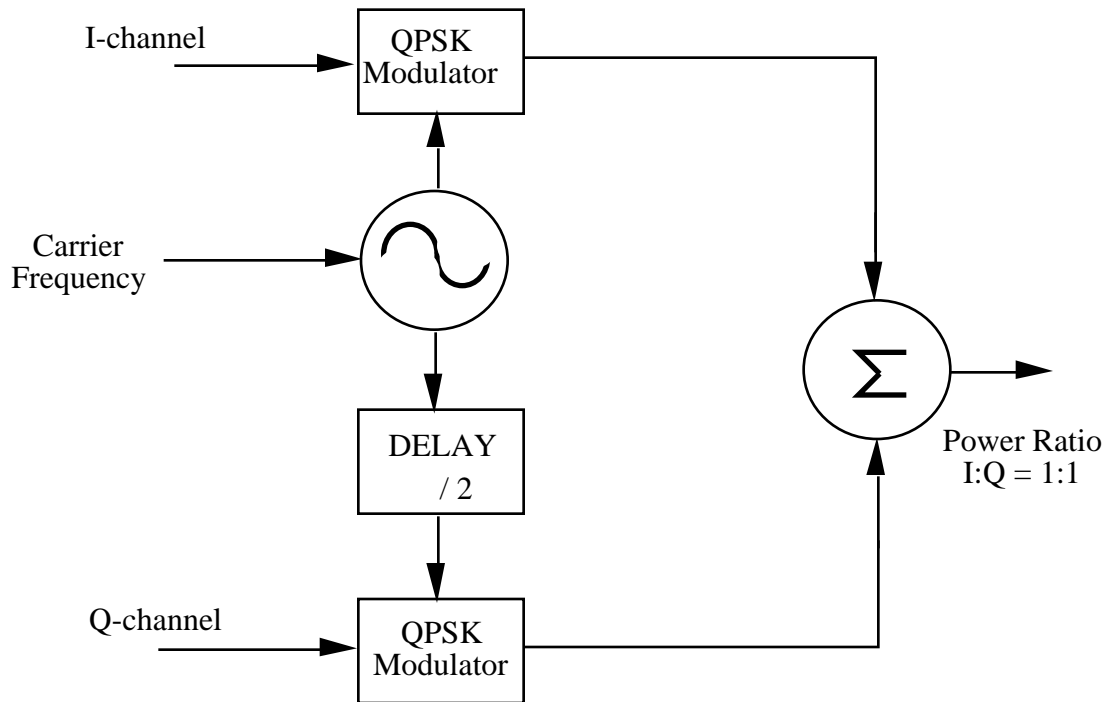 I-channel
QPSK
Modulator
Carrier
Frequency
DELAY
/ 2
Power Ratio
I:Q = 1:1
Q-channel
QPSK
Modulator
Σ